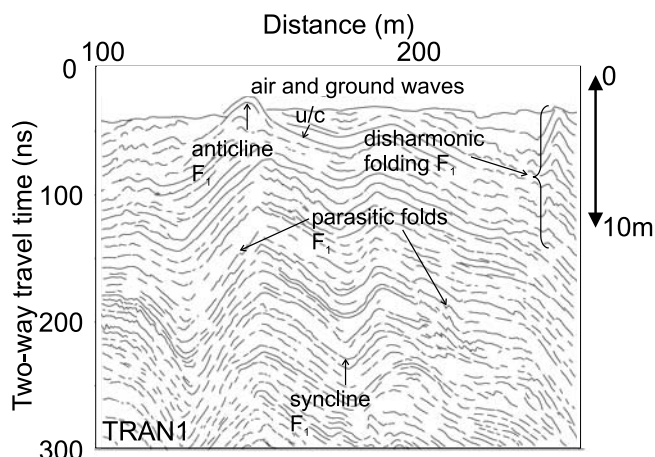 Distance (m)
100
200
0
0
air and ground waves
u/c
anticline
F₁
disharmonic
folding F₁
100
parasitic folds
F₁
10m
200
syncline
F₁
TRAN1
300
Two-way travel time (ns)